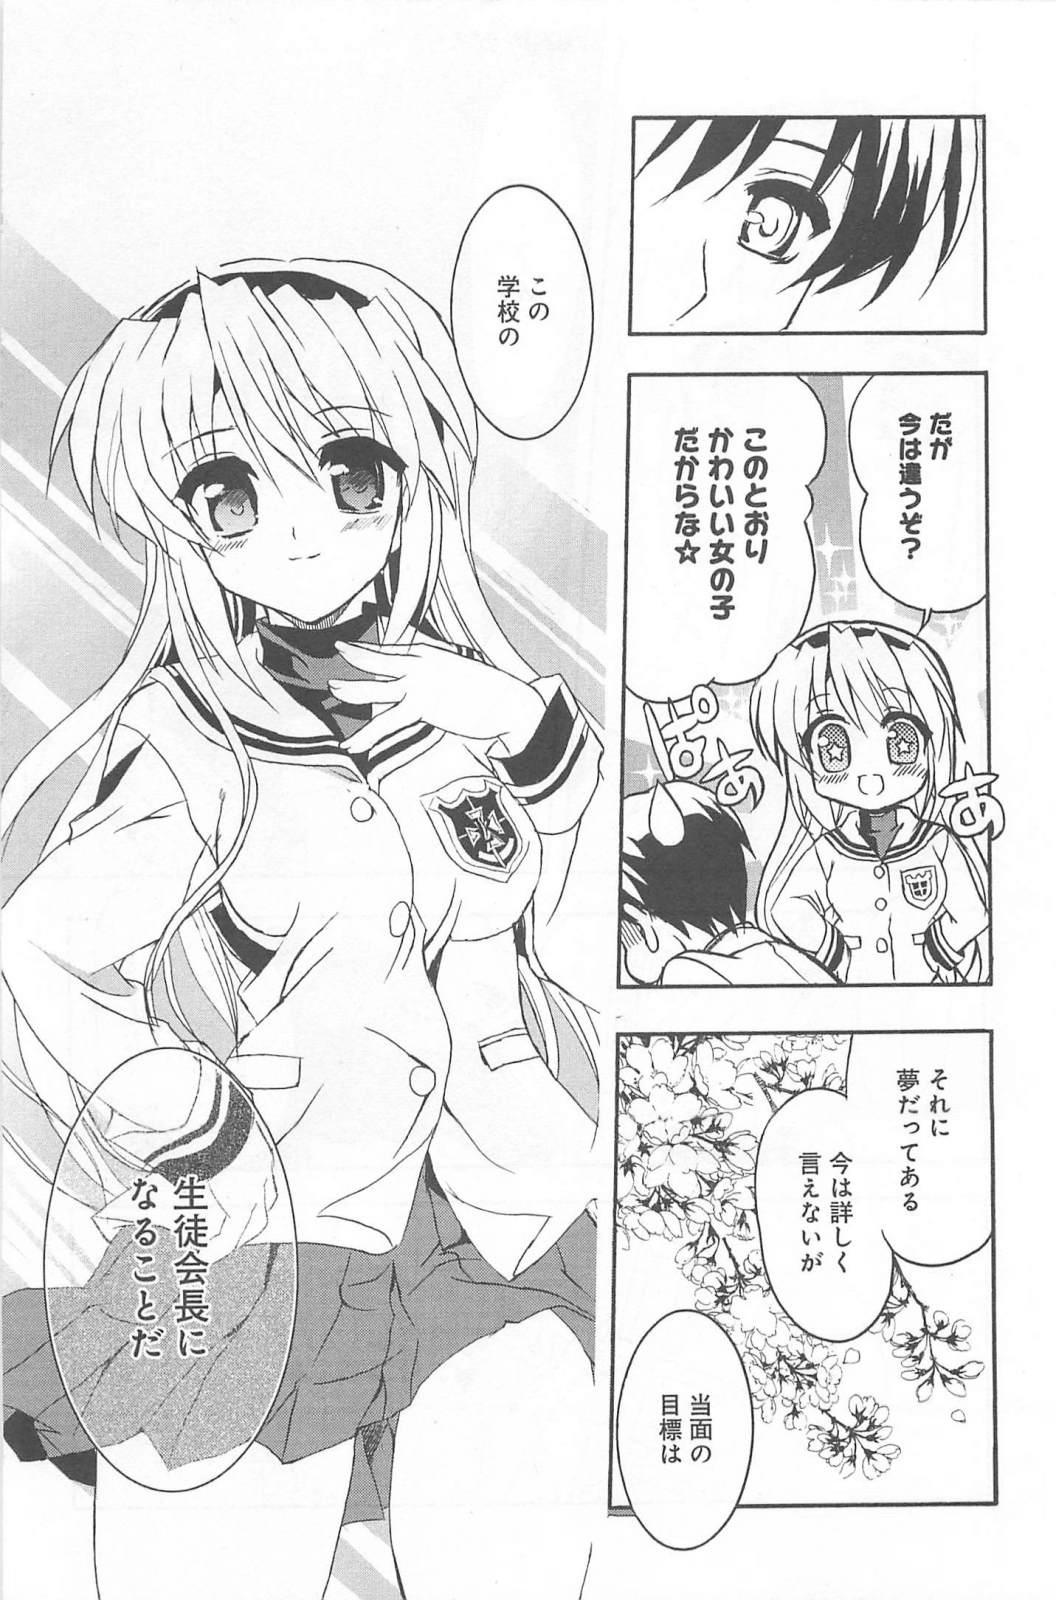 だが
今は違うぞ？
このとおり
かわいい女の子
だからな☆
ぱあ
あ
それに
夢だってある
今は詳しく
言えないが
当面の
目標は
この
学校の
生徒会長に
なることだ